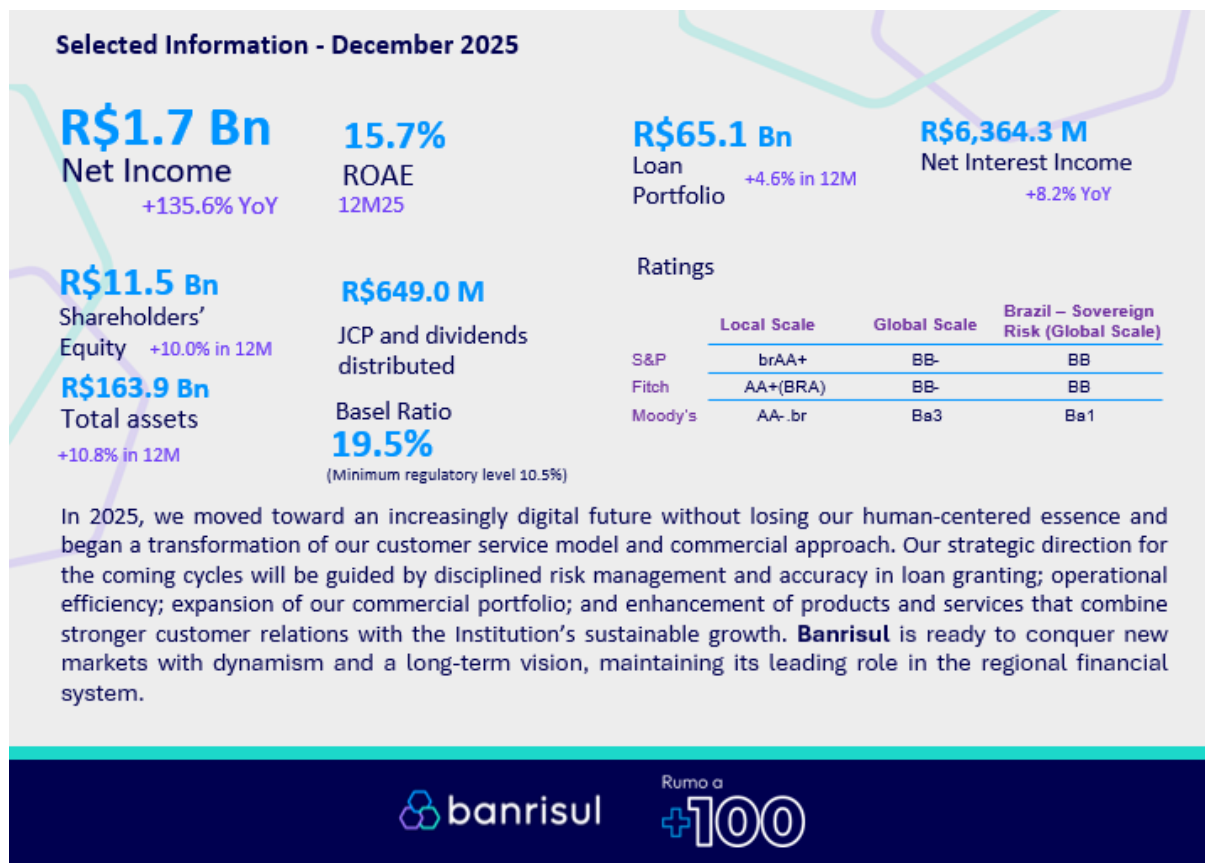 Selected Information - December 2025
R$1.7 Bn
Net Income
+135.6% YoY
15.7%
ROAE
12M25
R$65.1 Bn
Loan
Portfolio
+4.6% in 12M
R$6,364.3 M
Net Interest Income
+8.2% YoY
R$11.5 Bn
Shareholders’
Equity +10.0% in 12M
R$163.9 Bn
Total assets
+10.8% in 12M
R$649.0 M
JCP and dividends
distributed
Basel Ratio
19.5%
(Minimum regulatory level 10.5%)
Ratings
Local Scale Global Scale Brazil – Sovereign
Risk (Global Scale)
S&P brAA+ BB- BB
Fitch AA+(BRA) BB- BB
Moody's AA-.br Ba3 Ba1
In 2025, we moved toward an increasingly digital future without losing our human-centered essence and
began a transformation of our customer service model and commercial approach. Our strategic direction for
the coming cycles will be guided by disciplined risk management and accuracy in loan granting; operational
efficiency; expansion of our commercial portfolio; and enhancement of products and services that combine
stronger customer relations with the Institution’s sustainable growth. Banrisul is ready to conquer new
markets with dynamism and a long-term vision, maintaining its leading role in the regional financial
system.
banrisul
Rumo a
+100